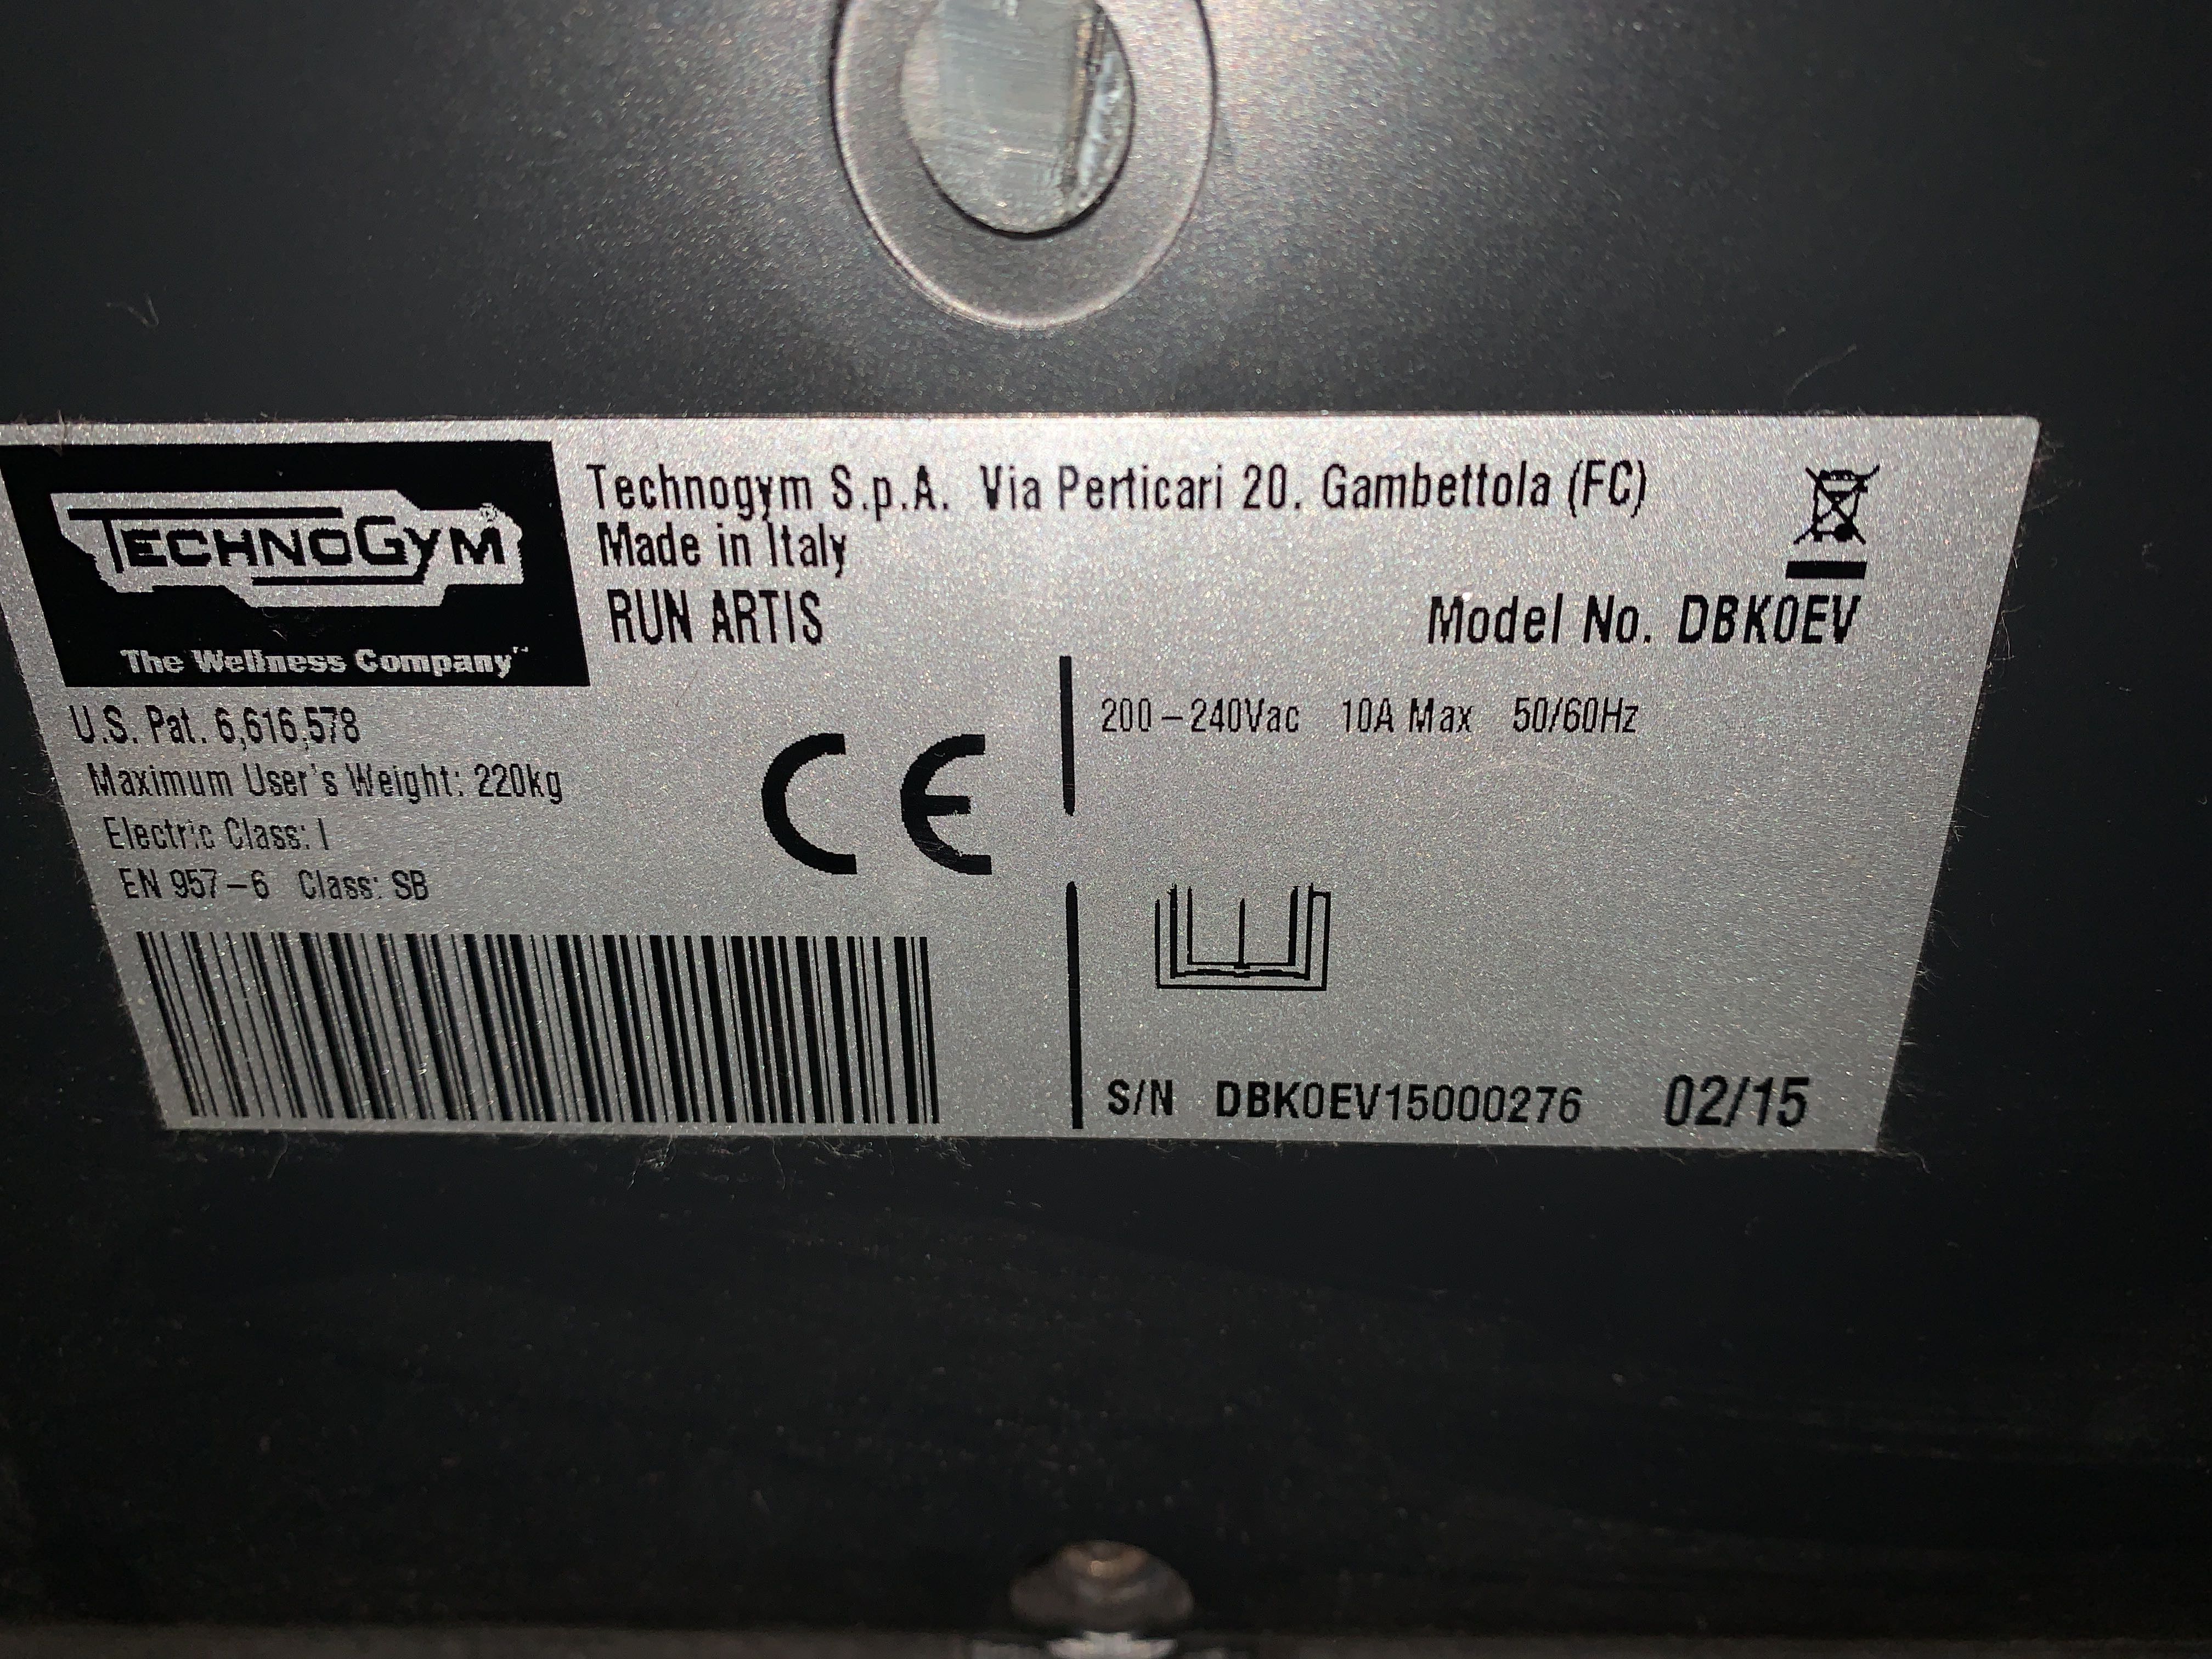 TECHNOGYM®
The Wellness Company™
Technogym S.p.A. Via Perticari 20. Gambettola (FC)
Made in Italy
RUN ARTIS
Model No. DBK0EV
U.S. Pat. 6,616,578
Maximum User's Weight: 220kg
Electric Class: I
EN 957-6 Class: SB
CE
200-240Vac 10A Max 50/60Hz
S/N DBK0EV15000276 02/15